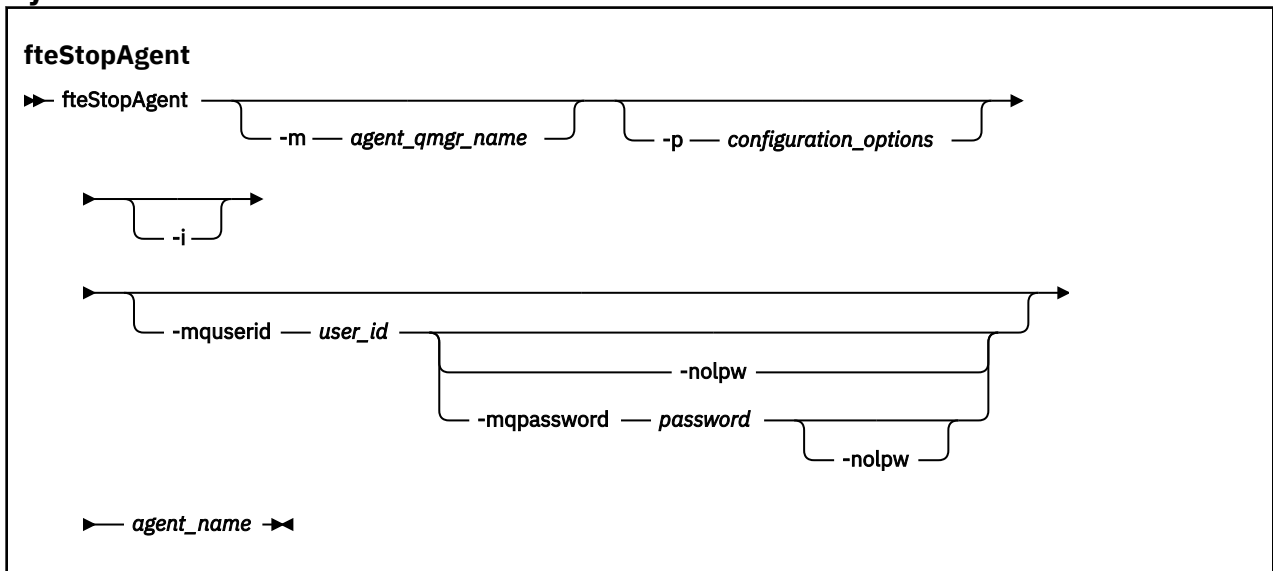 fteStopAgent
fteStopAgent
-m agent_qmgr_name
-p configuration_options
-i
-mquserid user_id
-nolpw
-mqpassword password
-nolpw
agent_name